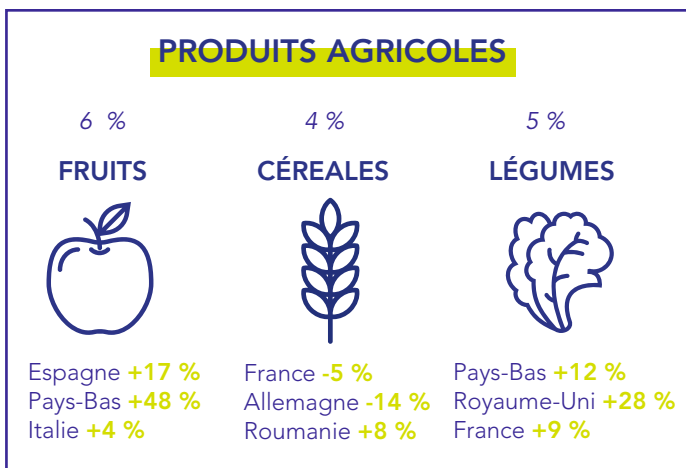 PRODUITS AGRICOLES
6 %
FRUITS
Espagne +17 %
Pays-Bas +48 %
Italie +4 %
4 %
CÉREALES
France -5 %
Allemagne -14 %
Roumanie +8 %
5 %
LÉGUMES
Pays-Bas +12 %
Royaume-Uni +28 %
France +9 %